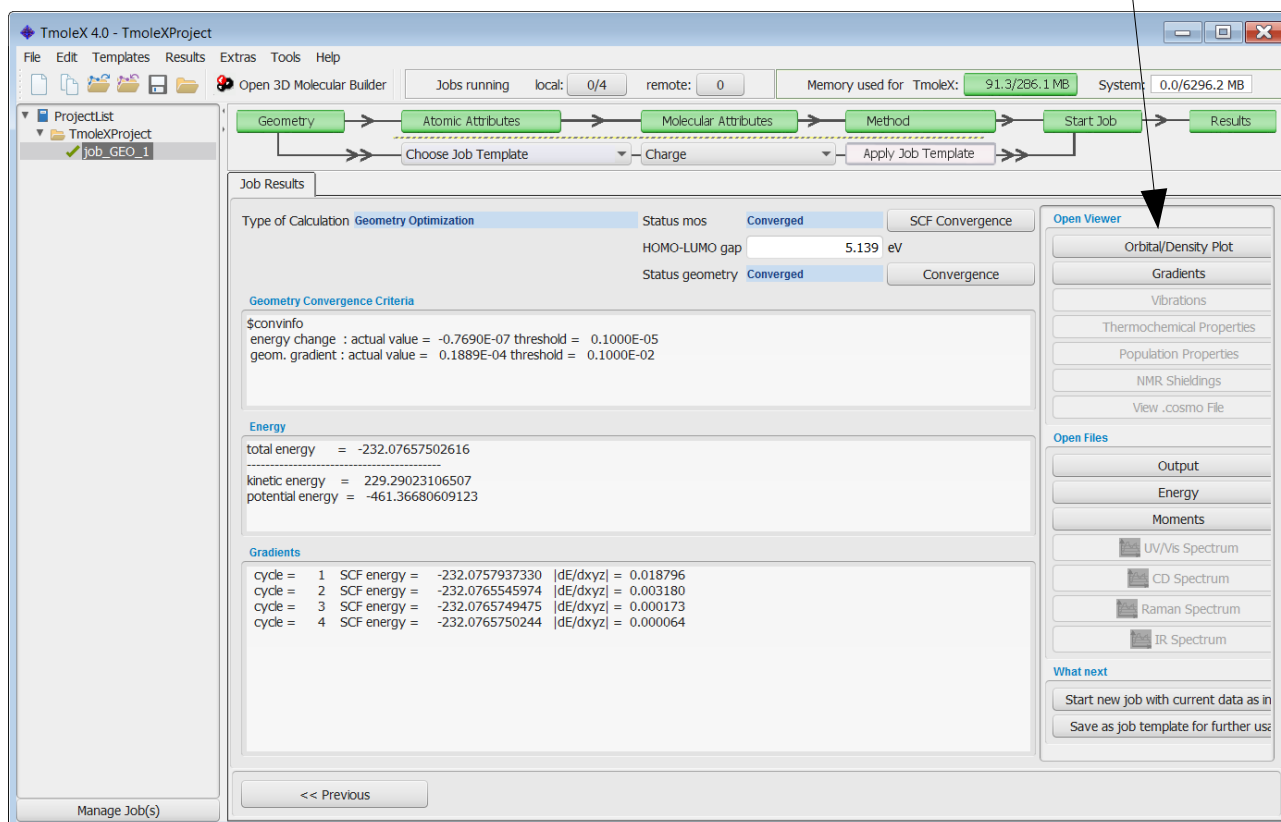 TmoleX 4.0 - TmoleXProject
File Edit Templates Results Extras Tools Help
Open 3D Molecular Builder Jobs running local: 0/4 remote: 0 Memory used for TmoleX: 91.3/286.1 MB System: 0.0/6296.2 MB
ProjectList
TmoleXProject
job_GEO_1
Manage Job(s)
Geometry Atomic Attributes Molecular Attributes Method Start Job Results
Choose Job Template Charge Apply Job Template
Job Results
Type of Calculation Geometry Optimization Status mos Converged SCF Convergence
HOMO-LUMO gap 5.139 eV
Status geometry Converged Convergence
Geometry Convergence Criteria
$convinfo
energy change : actual value = -0.7690E-07 threshold = 0.1000E-05
geom. gradient : actual value = 0.1889E-04 threshold = 0.1000E-02
Energy
total energy = -232.07657502616
------------------------------------------
kinetic energy = 229.29023106507
potential energy = -461.36680609123
Gradients
cycle = 1 SCF energy = -232.0757937330 |dE/dxyz| = 0.018796
cycle = 2 SCF energy = -232.0765545974 |dE/dxyz| = 0.003180
cycle = 3 SCF energy = -232.0765749475 |dE/dxyz| = 0.000173
cycle = 4 SCF energy = -232.0765750244 |dE/dxyz| = 0.000064
<< Previous
Open Viewer
Orbital/Density Plot
Gradients
Vibrations
Thermochemical Properties
Population Properties
NMR Shieldings
View .cosmo File
Open Files
Output
Energy
Moments
UV/Vis Spectrum
CD Spectrum
Raman Spectrum
IR Spectrum
What next
Start new job with current data as in
Save as job template for further usa